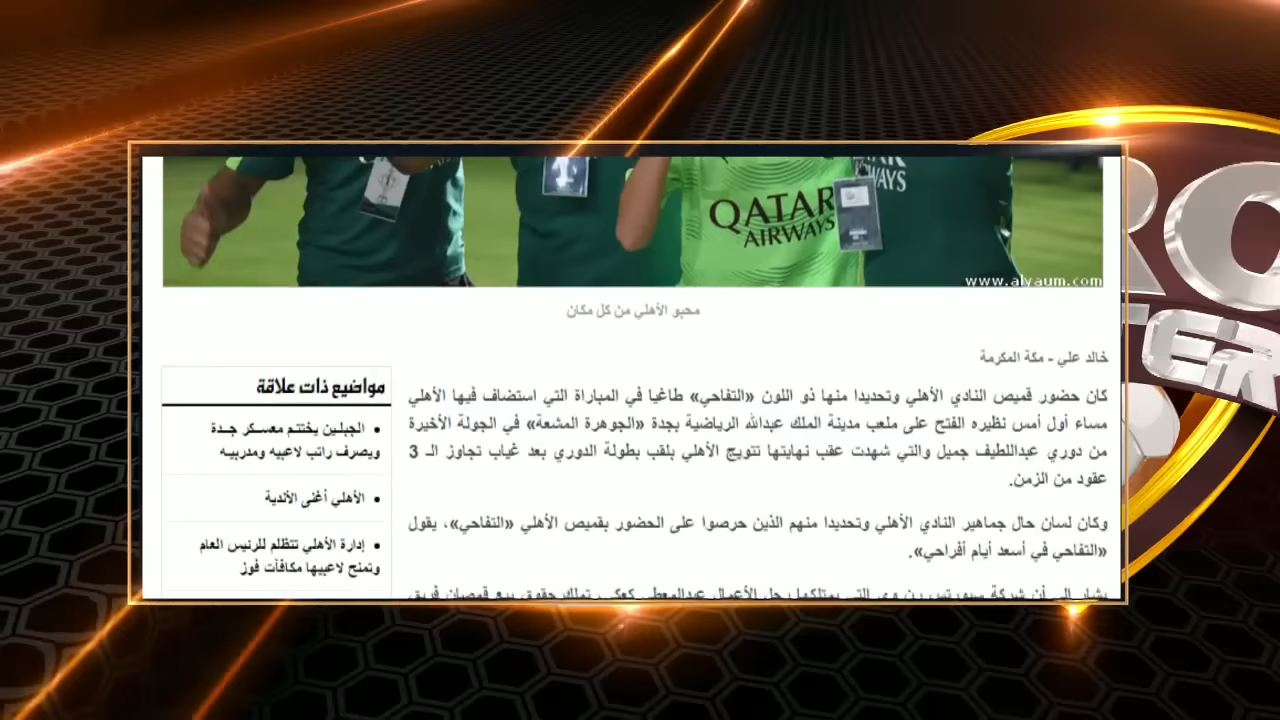 QATAR
AIRWAYS
WAYS
www.alyaum.com
محبو الأهلي من كل مكان
خالد علي - مكة المكرمة
كان حضور قميص النادي الأهلي وتحديدا منها ذو اللون «التفاحي» طاغيا في المباراة التي استضاف فيها الأهلي
مساء أول أمس نظيره الفتح على ملعب مدينة الملك عبدالله الرياضية بجدة «الجوهرة المشعة» في الجولة الأخيرة
من دوري عبداللطيف جميل والتي شهدت عقب نهايتها تتويج الأهلي بلقب بطولة الدوري بعد غياب تجاوز الـ 3
عقود من الزمن.
وكان لسان حال جماهير النادي الأهلي وتحديدا منهم الذين حرصوا على الحضور بقميص الأهلي «التفاحي»، يقول
«التفاحي في أسعد أيام أفراحي».
مواضيع ذات علاقة
• الجبلين يختتم معسكر جدة
ويصرف راتب لاعبيه ومدربيه
• الأهلي أغنى الأندية
• إدارة الأهلي تتظلم للرئيس العام
وتمنح لاعبيها مكافآت فوز